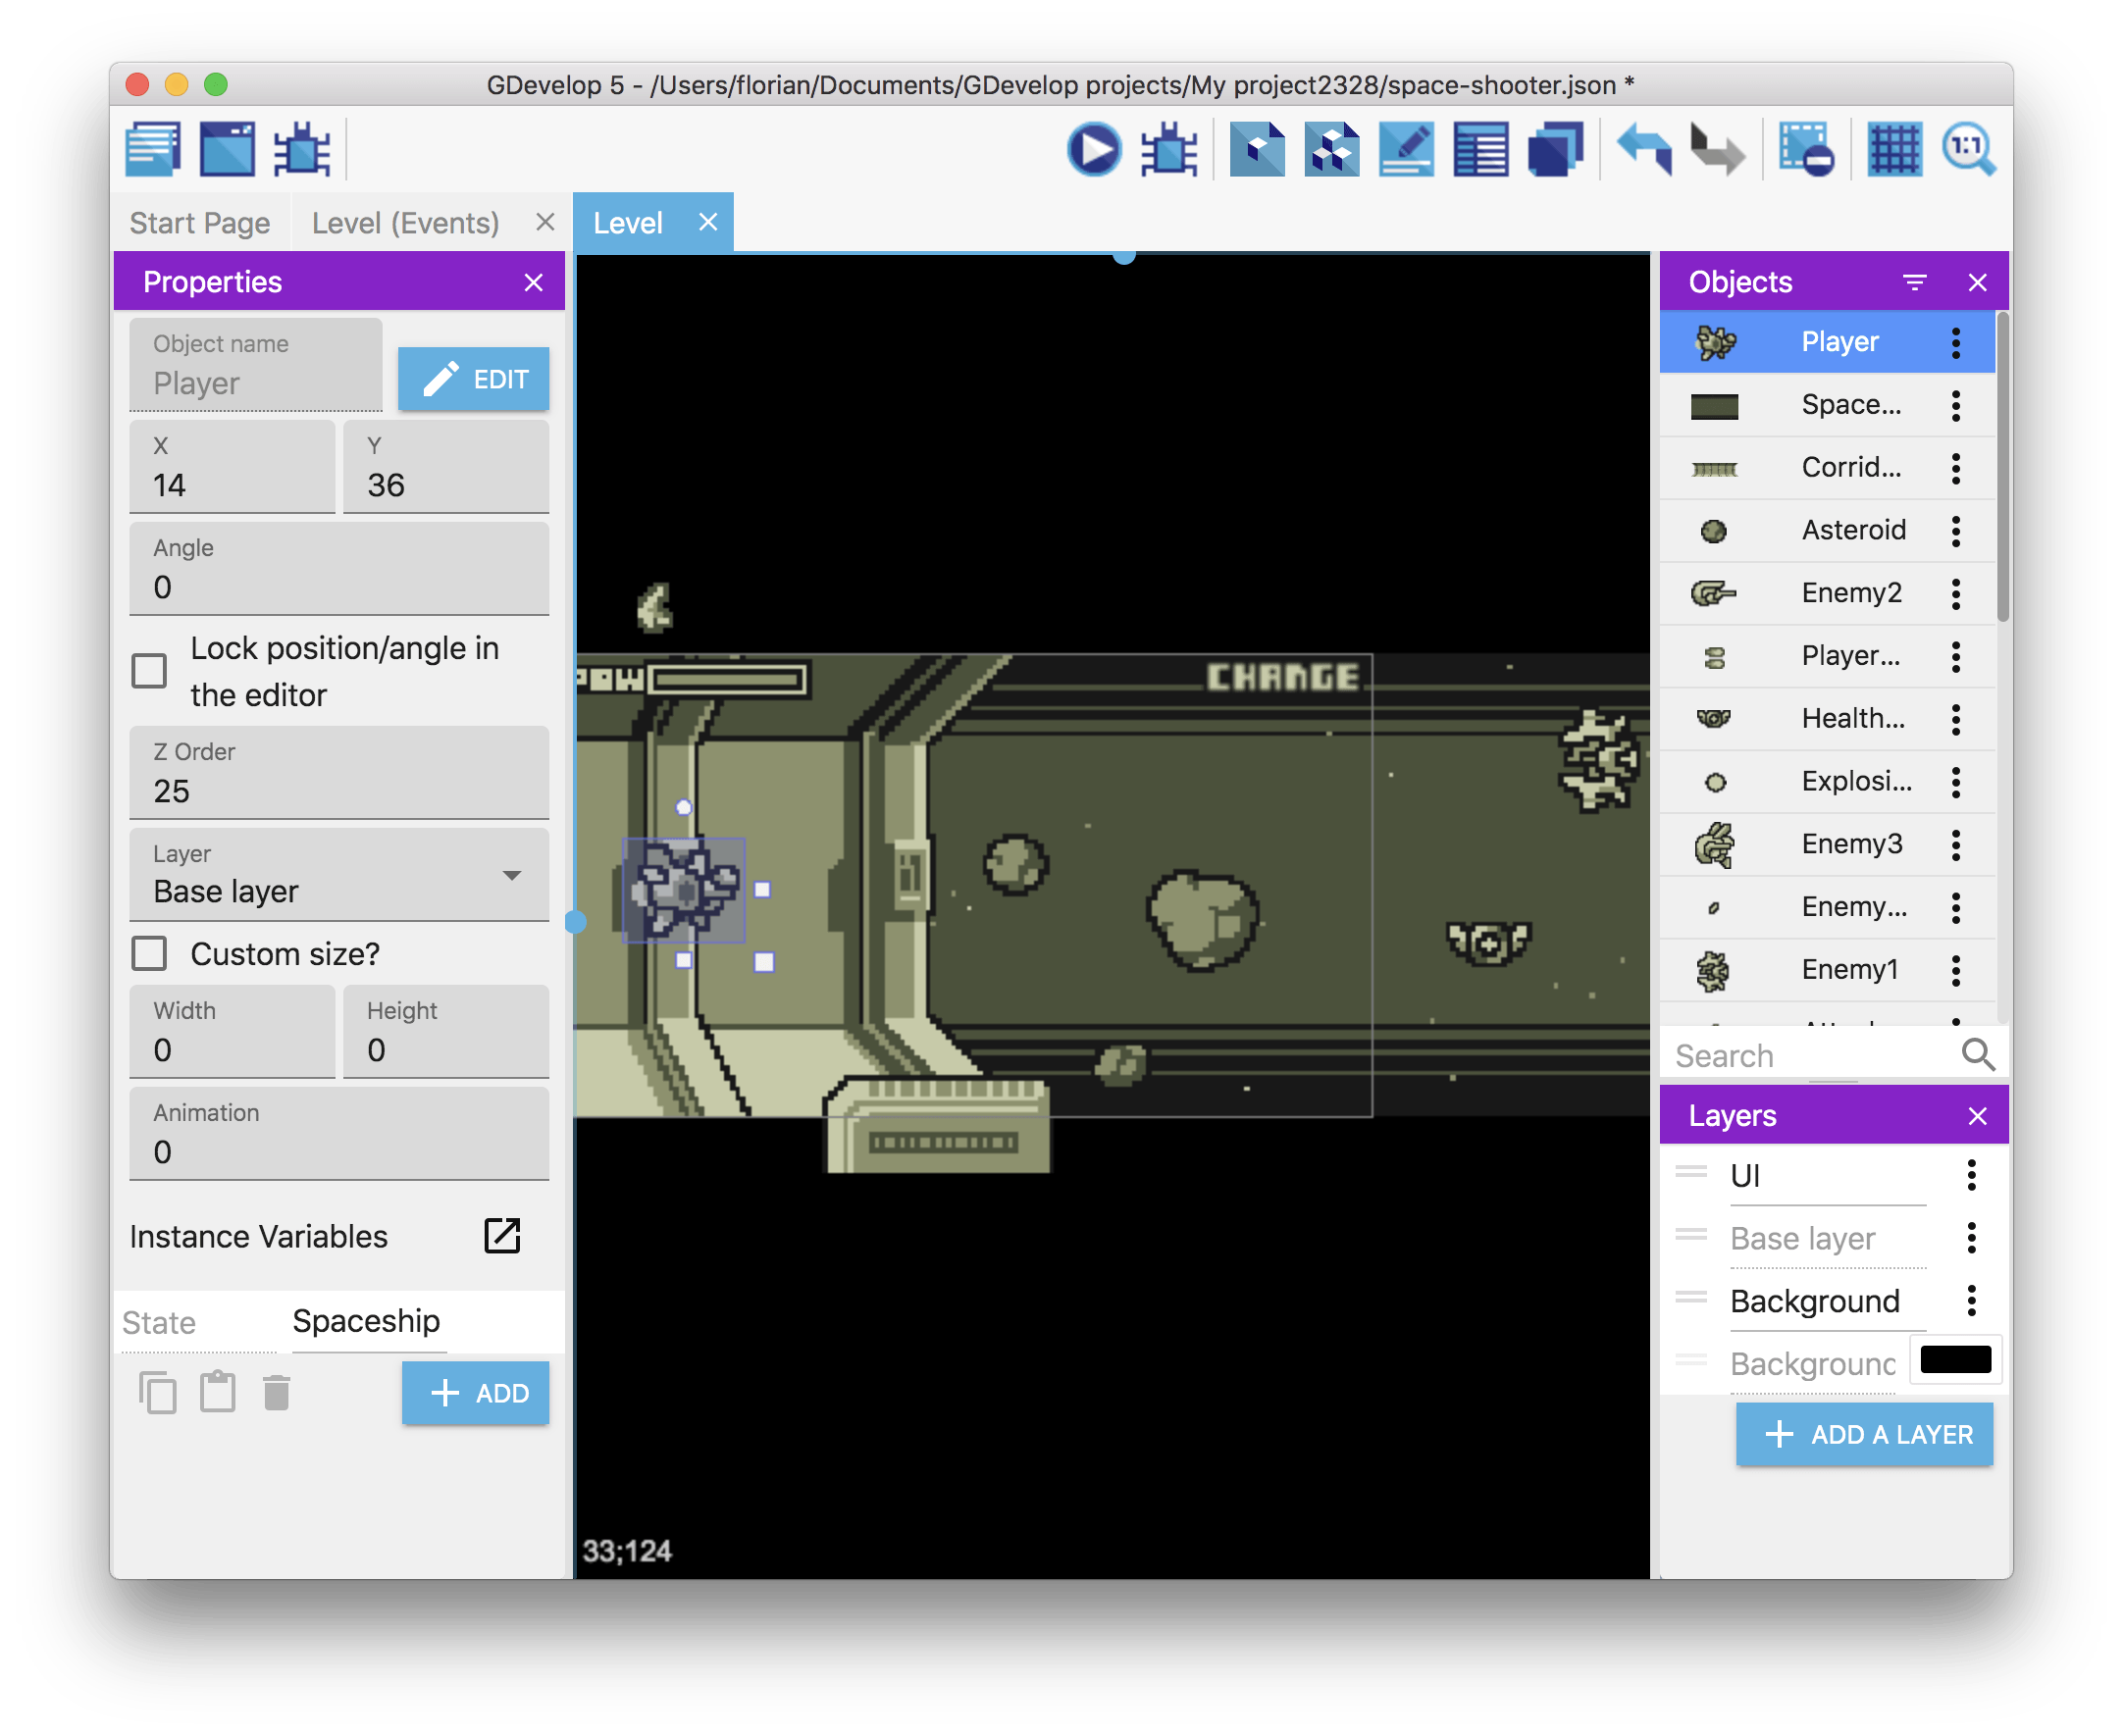 GDevelop 5 - /Users/florian/Documents/GDevelop projects/My project2328/space-shooter.json *
1:1
Start Page
Level (Events)
Level
Properties
Object name
Player
EDIT
X
14
Y
36
Angle
0
Lock position/angle in
the editor
Z Order
25
Layer
Base layer
Custom size?
Width
0
Height
0
Animation
0
Instance Variables
State
Spaceship
ADD
POW
CHANGE
33;124
Objects
Player
Space...
Corrid...
Asteroid
Enemy2
Player...
Health...
Explosi...
Enemy3
Enemy...
Enemy1
Search
Layers
UI
Base layer
Background
Background
ADD A LAYER